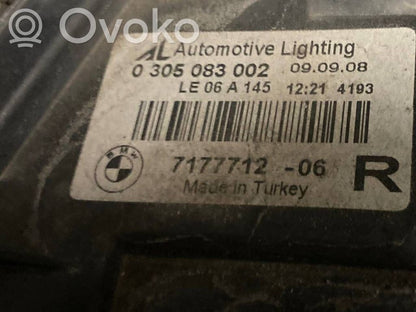 Ovoko
AL Automotive Lighting
0 305 083 002 09.09.08
LE 06 A 145 12:21 4193
BMW
7177712 -06 R
Made in Turkey